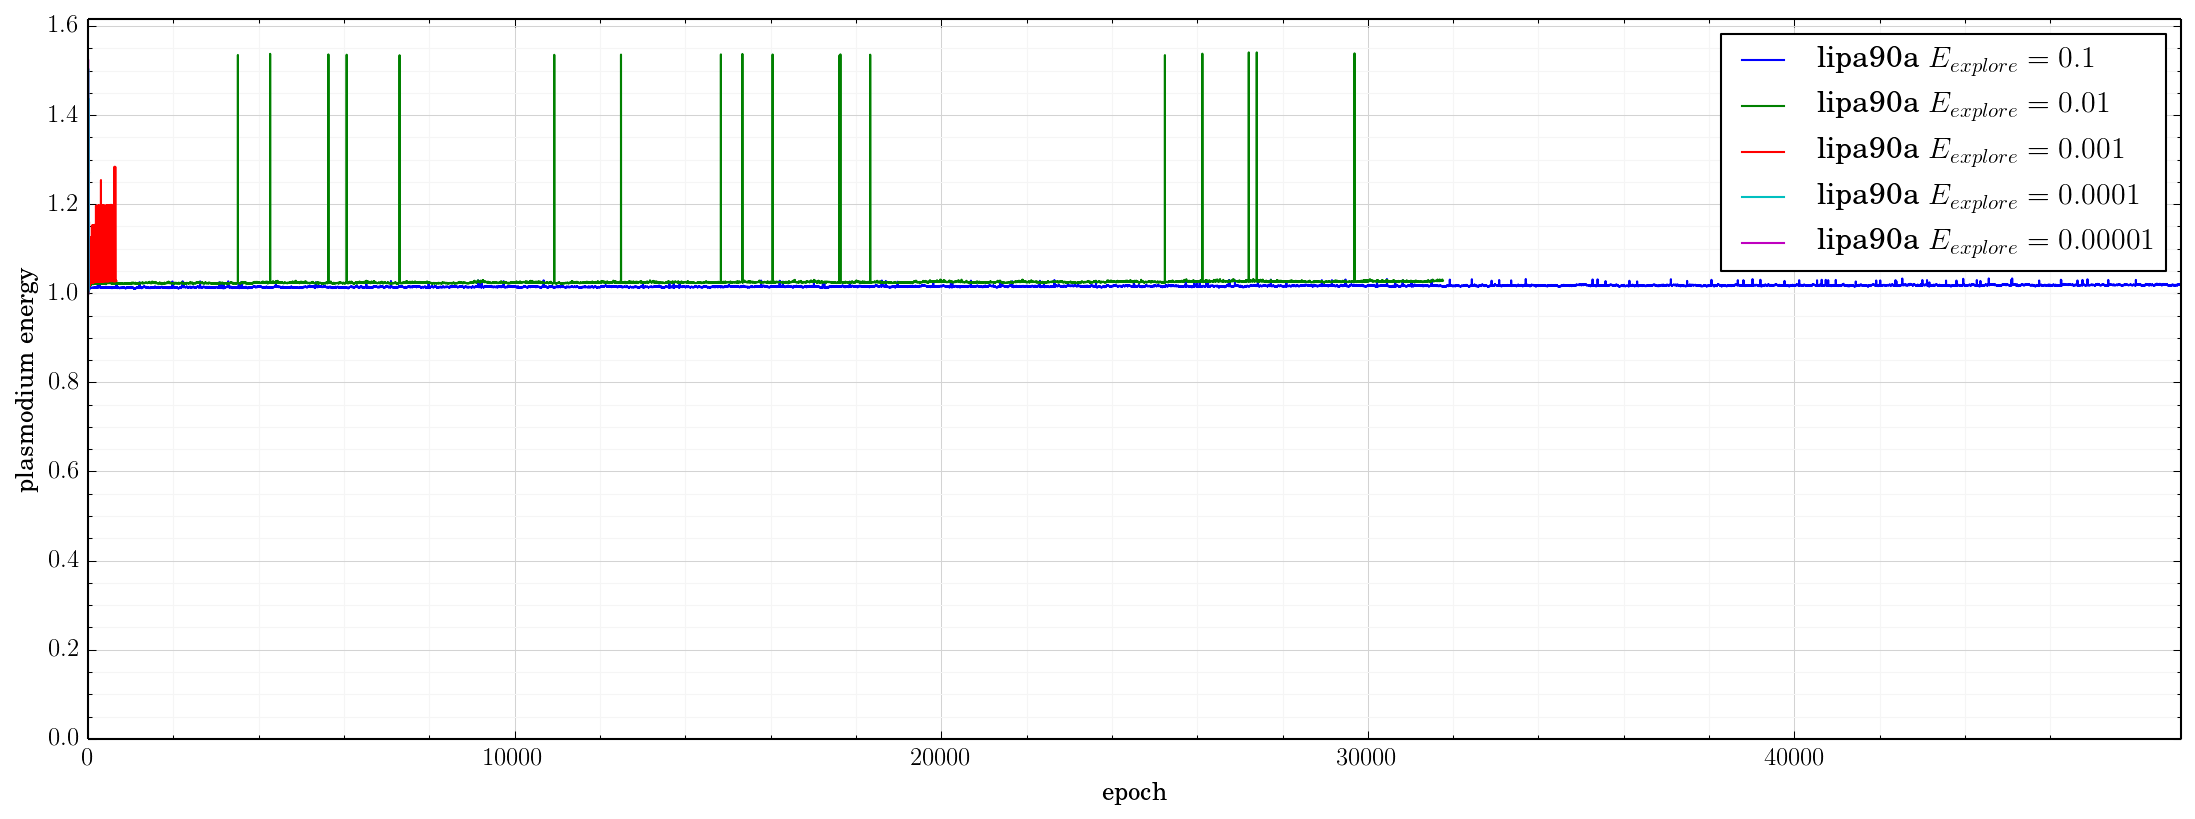 1.6
1.4
1.2
1.0
0.8
0.6
0.4
0.2
0.0
plasmodium energy
0 10000 20000 30000 40000
epoch
lipa90a E_explore = 0.1
lipa90a E_explore = 0.01
lipa90a E_explore = 0.001
lipa90a E_explore = 0.0001
lipa90a E_explore = 0.00001